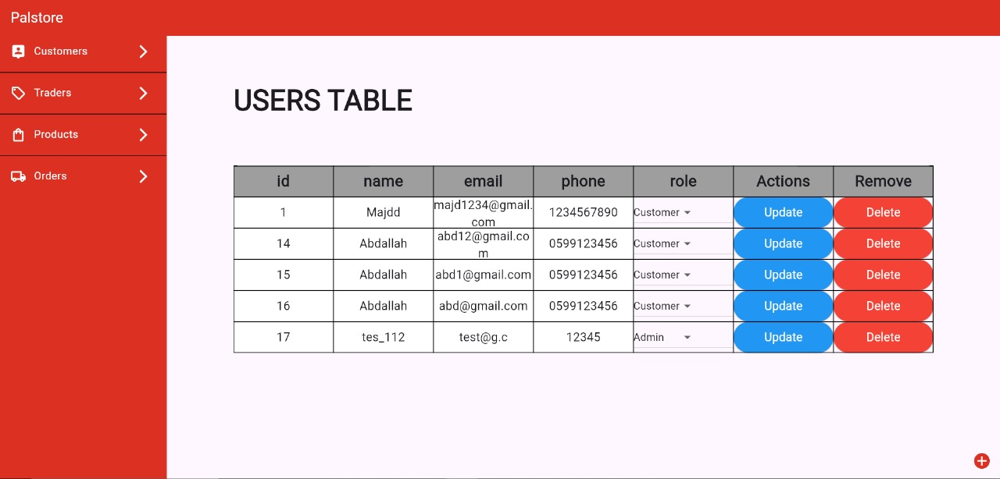 Palstore
Customers
Traders
Products
Orders
USERS TABLE
id name email phone role Actions Remove
1 Majdd majd1234@gmail. 1234567890 Customer Update Delete
com
14 Abdallah abd12@gmail.co 0599123456 Customer Update Delete
m
15 Abdallah abd1@gmail.com 0599123456 Customer Update Delete
16 Abdallah abd@gmail.com 0599123456 Customer Update Delete
17 tes_112 test@g.c 12345 Admin Update Delete